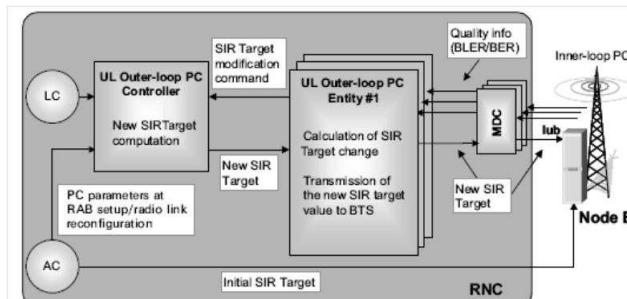 SIR Target
modification
command
Quality info
(BLER/BER)
Inner-loop PC
UL Outer-loop PC
Controller
New SIRTarget
computation
LC
UL Outer-loop PC
Entity #1
Calculation of SIR
Target change
Transmission of
the new SIR target
value to BTS
MDC
Iub
New SIR
Target
New SIR
Target
PC parameters at
RAB setup/radio link
reconfiguration
Node B
AC
Initial SIR Target
RNC